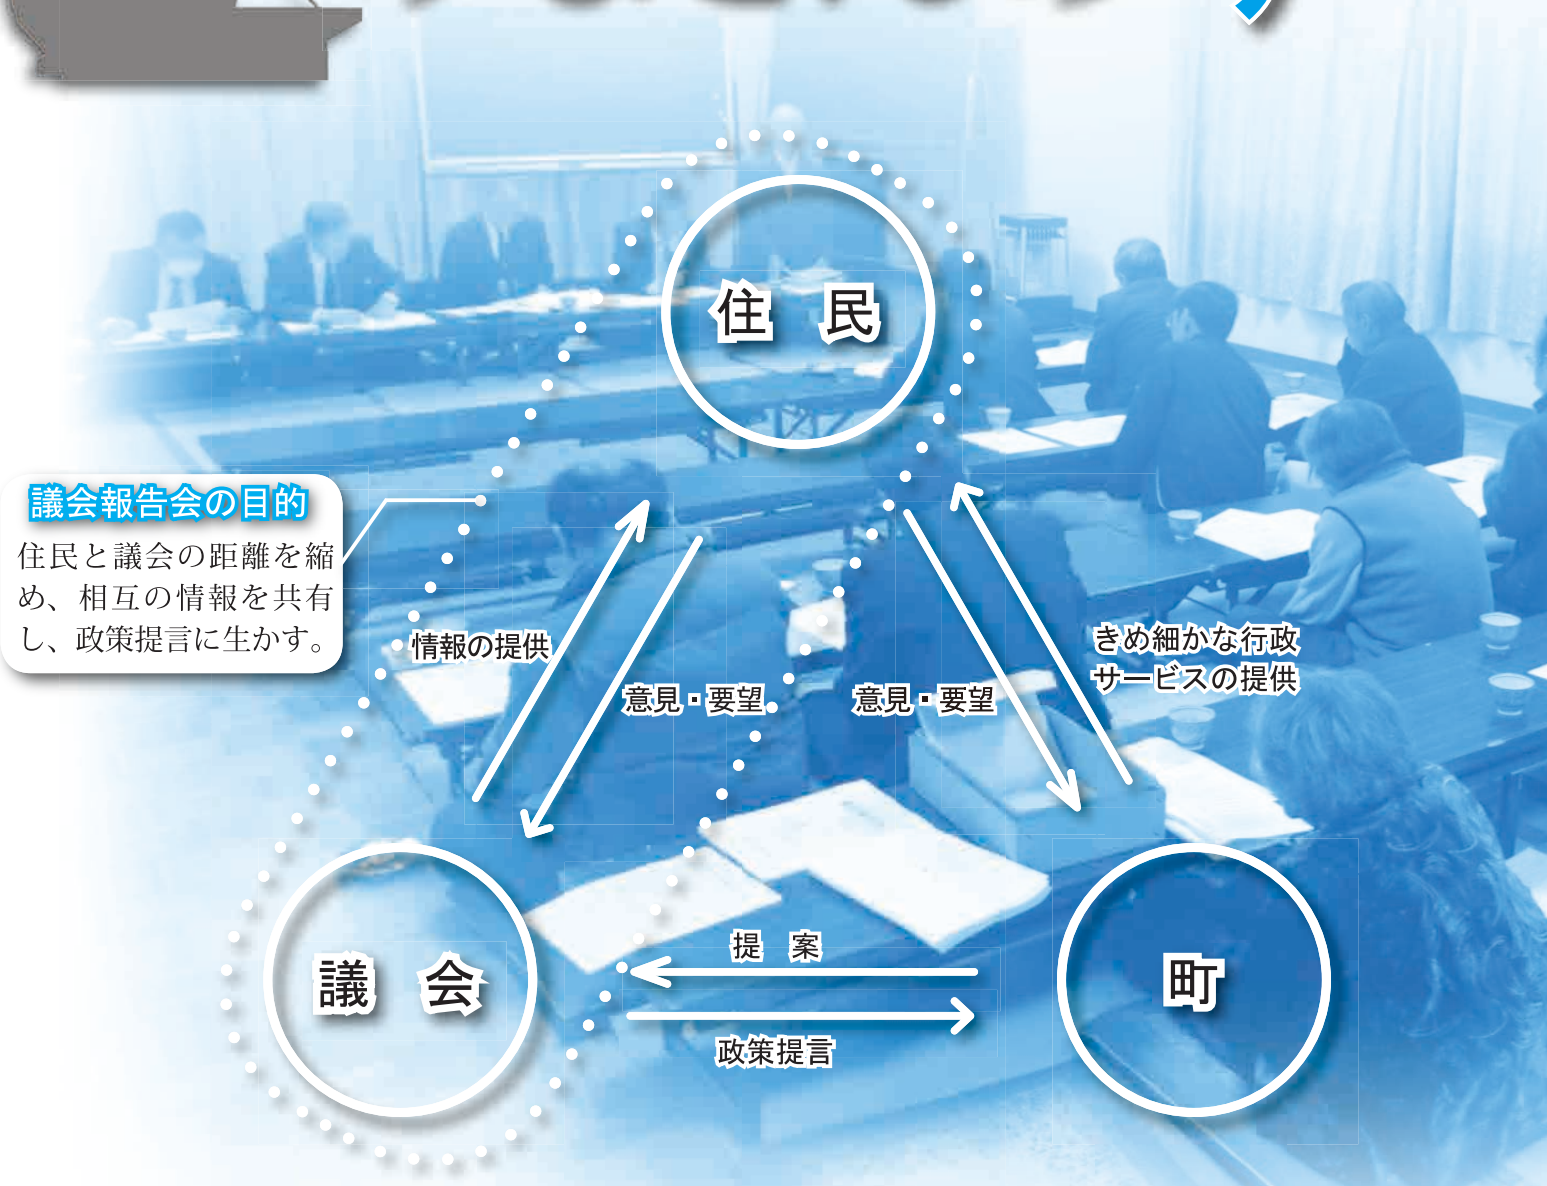 住　民
議会報告会の目的
住民と議会の距離を縮
め、相互の情報を共有
し、政策提言に生かす。
情報の提供
意見・要望
意見・要望
きめ細かな行政
サービスの提供
議　会
提　案
政策提言
町